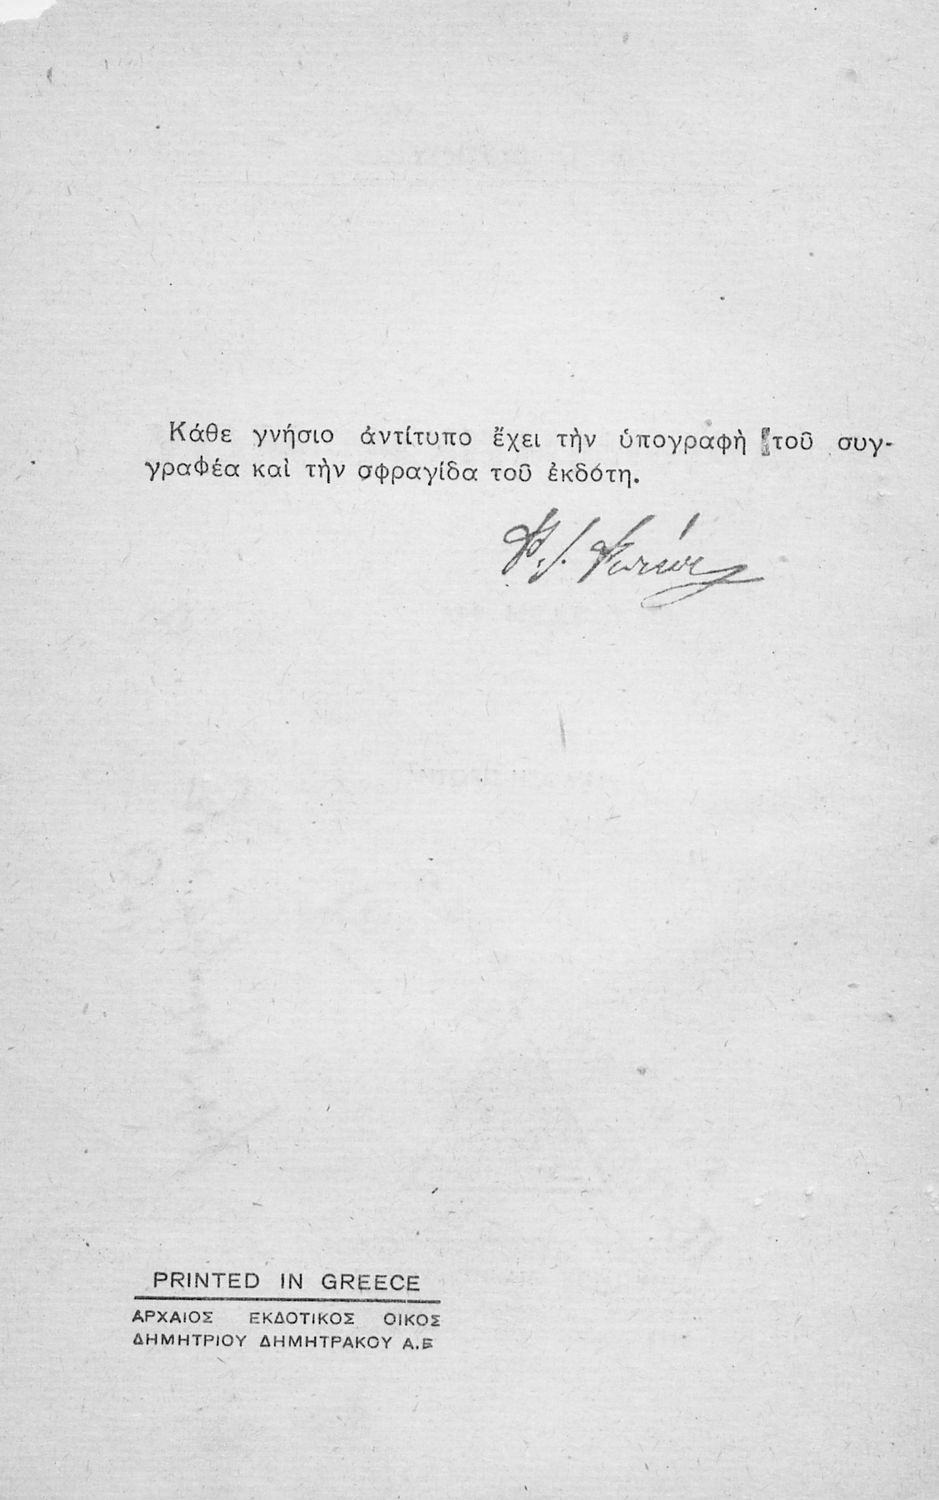 Κάθε γνήσιο ἀντίτυπο ἔχει τὴν ὑπογραφὴ τοῦ συγ-
γραφέα καὶ τὴν σφραγίδα τοῦ ἐκδότη.
PRINTED IN GREECE
ΑΡΧΑΙΟΣ ΕΚΔΟΤΙΚΟΣ ΟΙΚΟΣ
ΔΗΜΗΤΡΙΟΥ ΔΗΜΗΤΡΑΚΟΥ Α.Ε